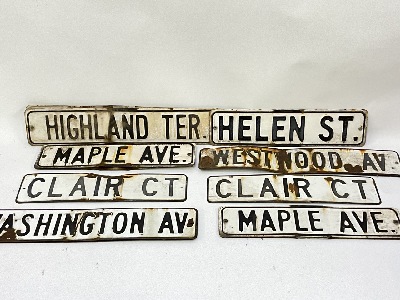 HIGHLAND TER.
HELEN ST.
MAPLE AVE.
WESTWOOD AV
CLAIR CT
CLAIR CT
WASHINGTON AV
MAPLE AVE.